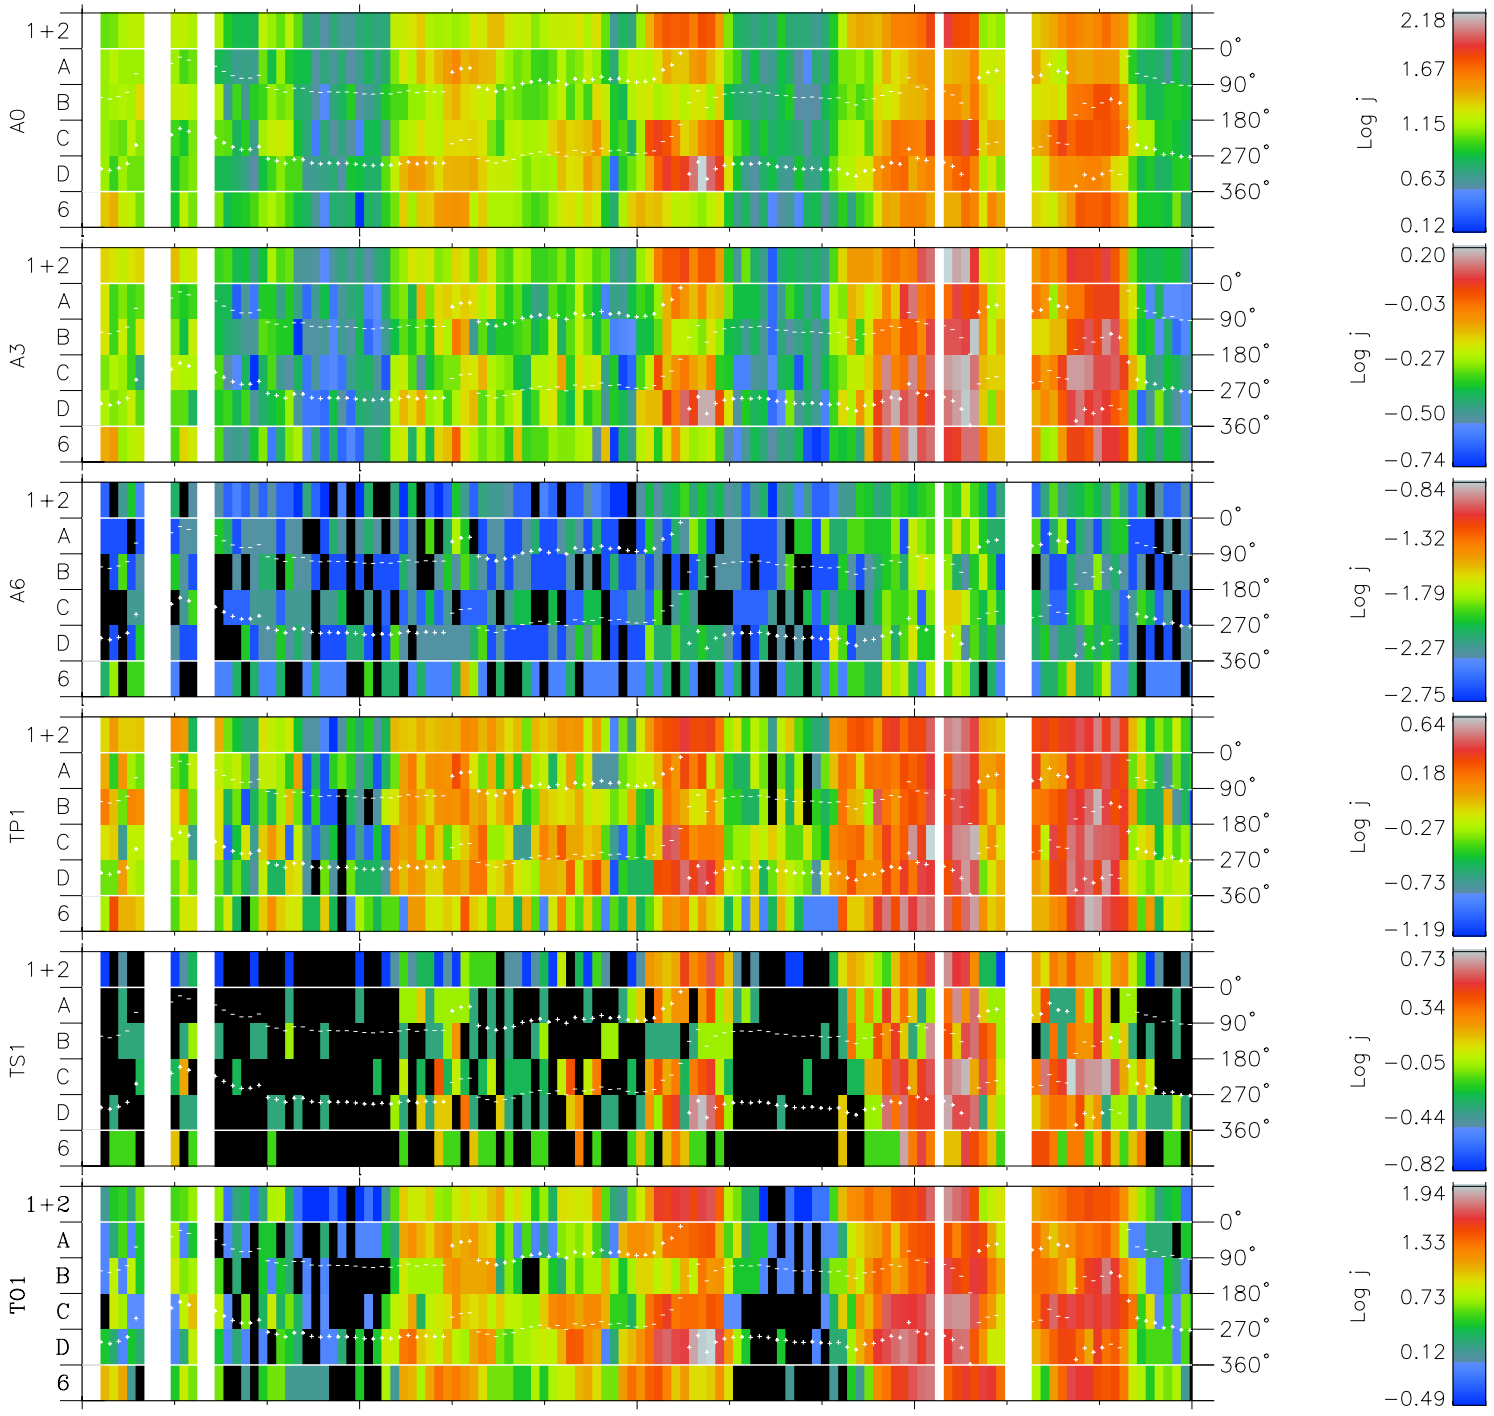 A0
1+2
A
B
C
D
6
0°
90°
180°
270°
360°
Log j
2.18
1.67
1.15
0.63
0.12
A3
1+2
A
B
C
D
6
0°
90°
180°
270°
360°
Log j
0.20
−0.03
−0.27
−0.50
−0.74
A6
1+2
A
B
C
D
6
0°
90°
180°
270°
360°
Log j
−0.84
−1.32
−1.79
−2.27
−2.75
TP1
1+2
A
B
C
D
6
0°
90°
180°
270°
360°
Log j
0.64
0.18
−0.27
−0.73
−1.19
TS1
1+2
A
B
C
D
6
0°
90°
180°
270°
360°
Log j
0.73
0.34
−0.05
−0.44
−0.82
TO1
1+2
A
B
C
D
6
0°
90°
180°
270°
360°
Log j
1.94
1.33
0.73
0.12
−0.49